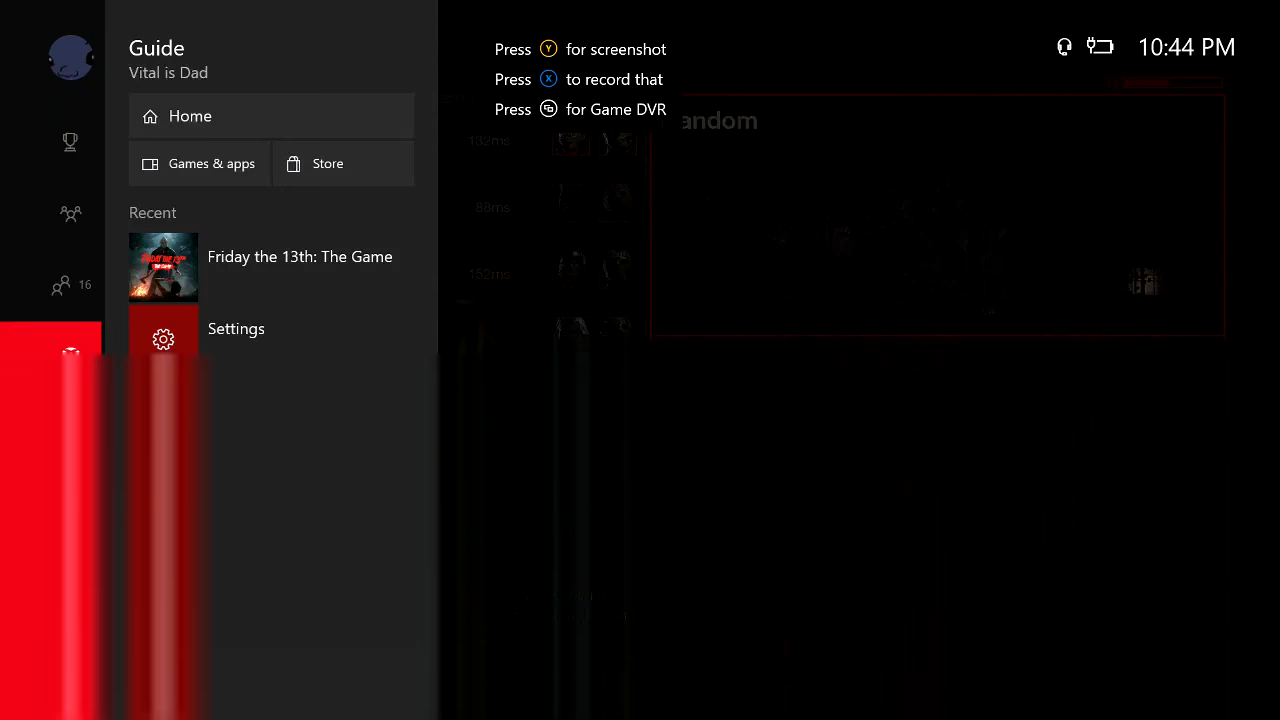 Guide
Vital is Dad
Home
Games & apps
Store
Recent
Friday the 13th: The Game
Settings
16
Press Y for screenshot
Press X to record that
Press for Game DVR
10:44 PM
andom
132ms
88ms
152ms